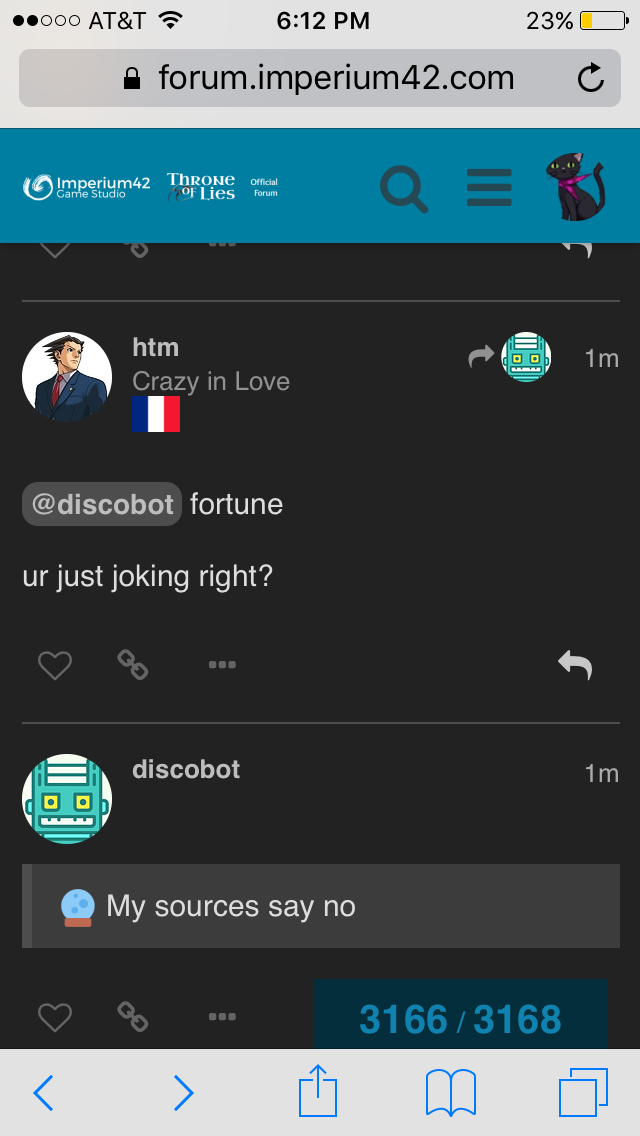 AT&T 6:12 PM 23%
forum.imperium42.com
Imperium42 Game Studio THRONE OF LIES Official Forum
htm 1m
Crazy in Love
@discobot fortune
ur just joking right?
discobot 1m
My sources say no
3166 / 3168